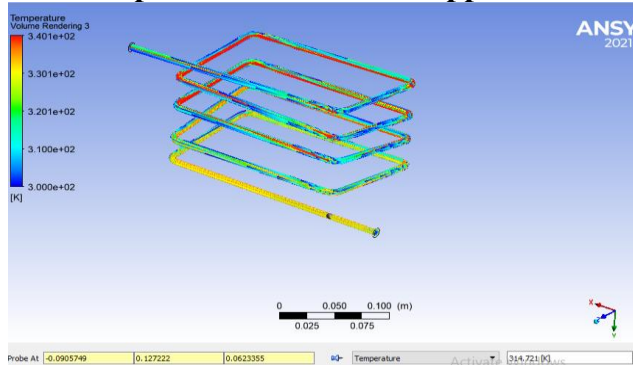 Temperature
Volume Rendering 3
3.401e+02
3.301e+02
3.201e+02
3.100e+02
3.000e+02
[K]
ANSY
2021
0 0.050 0.100 (m)
0.025 0.075
X
Y
Probe At -0.0905749 0.127222 0.0623355 Temperature 314.721 [K]